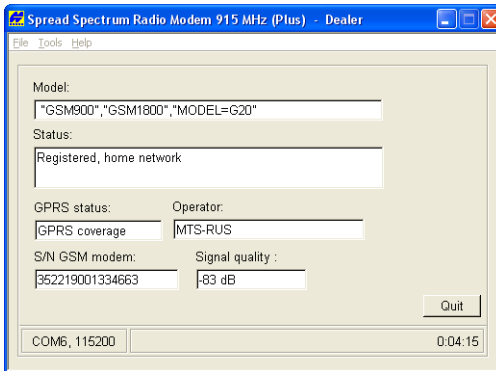 Spread Spectrum Radio Modem 915 MHz (Plus) - Dealer
File Tools Help
Model:
"GSM900","GSM1800","MODEL=G20"
Status:
Registered, home network
GPRS status: Operator:
GPRS coverage MTS-RUS
S/N GSM modem: Signal quality :
352219001334663 -83 dB
Quit
COM6, 115200 0:04:15